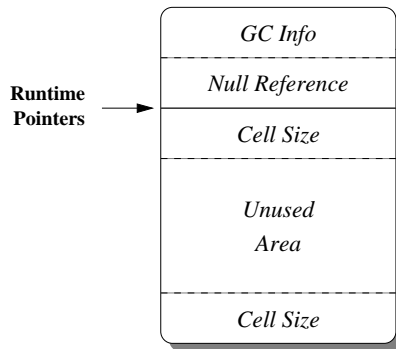 GC Info
Null Reference
Runtime
Pointers
Cell Size
Unused
Area
Cell Size